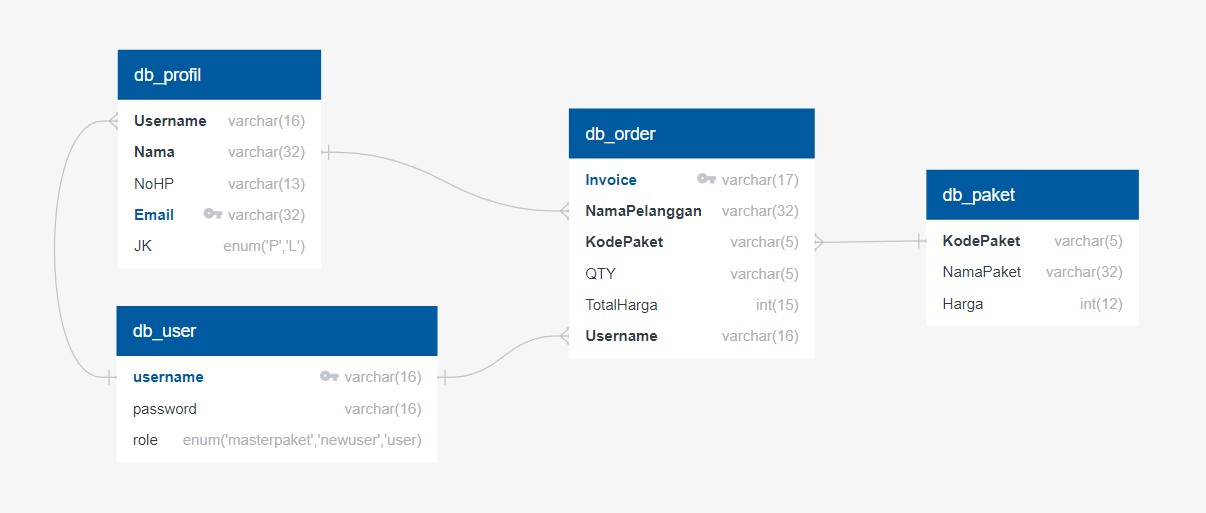 db_profil
Username varchar(16)
Nama varchar(32)
NoHP varchar(13)
Email varchar(32)
JK enum('P','L')
db_user
username varchar(16)
password varchar(16)
role enum('masterpaket','newuser','user)
db_order
Invoice varchar(17)
NamaPelanggan varchar(32)
KodePaket varchar(5)
QTY varchar(5)
TotalHarga int(15)
Username varchar(16)
db_paket
KodePaket varchar(5)
NamaPaket varchar(32)
Harga int(12)